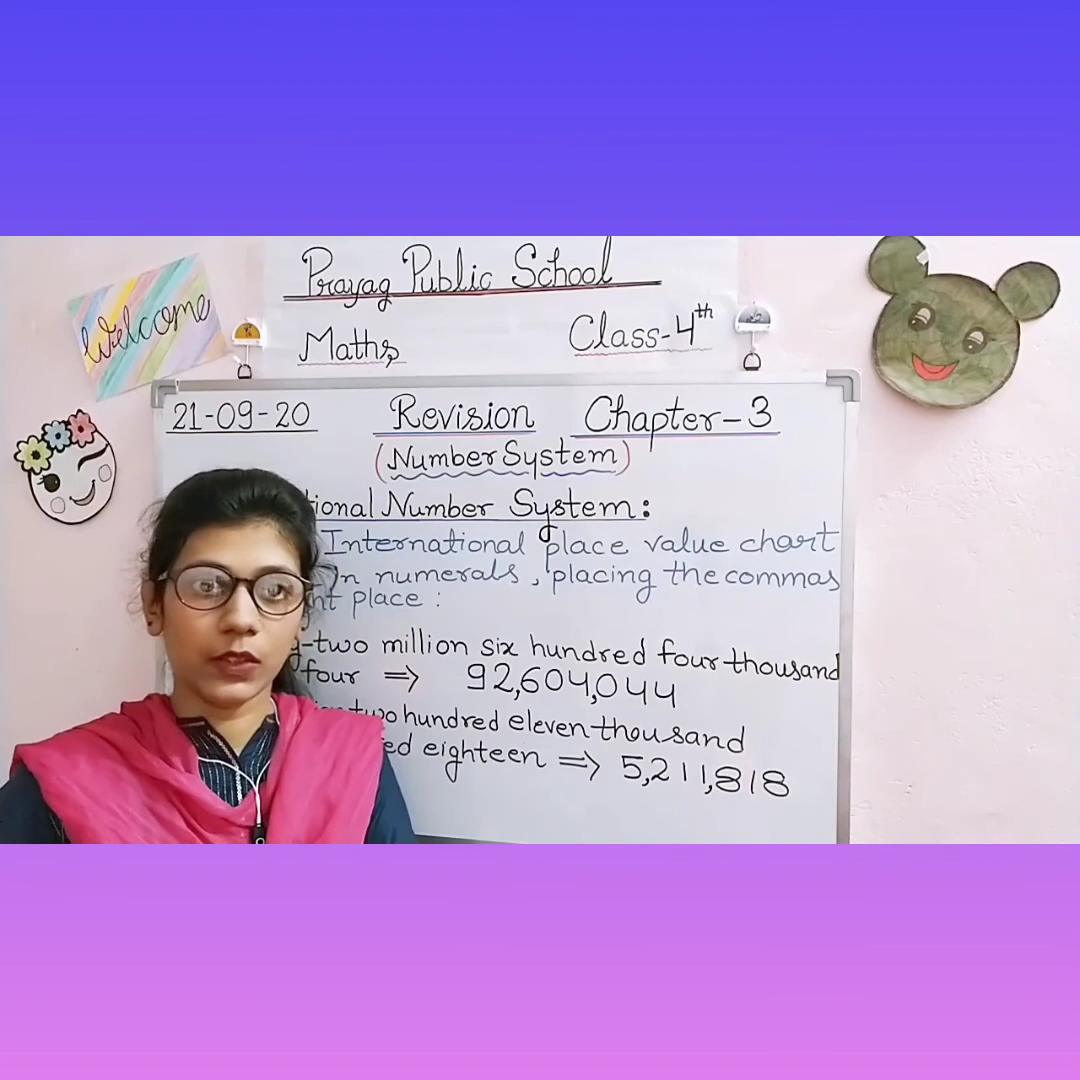 Welcome
Prayag Public School
Maths, Class-4th
21-09-20 Revision Chapter-3
(Number System)
tional Number System:
International place value chart
In numerals, placing the commas
ht place:
y-two million six hundred four thousand
four ⇒ 92,604,044
two hundred eleven thousand
ed eighteen ⇒ 5,211,818